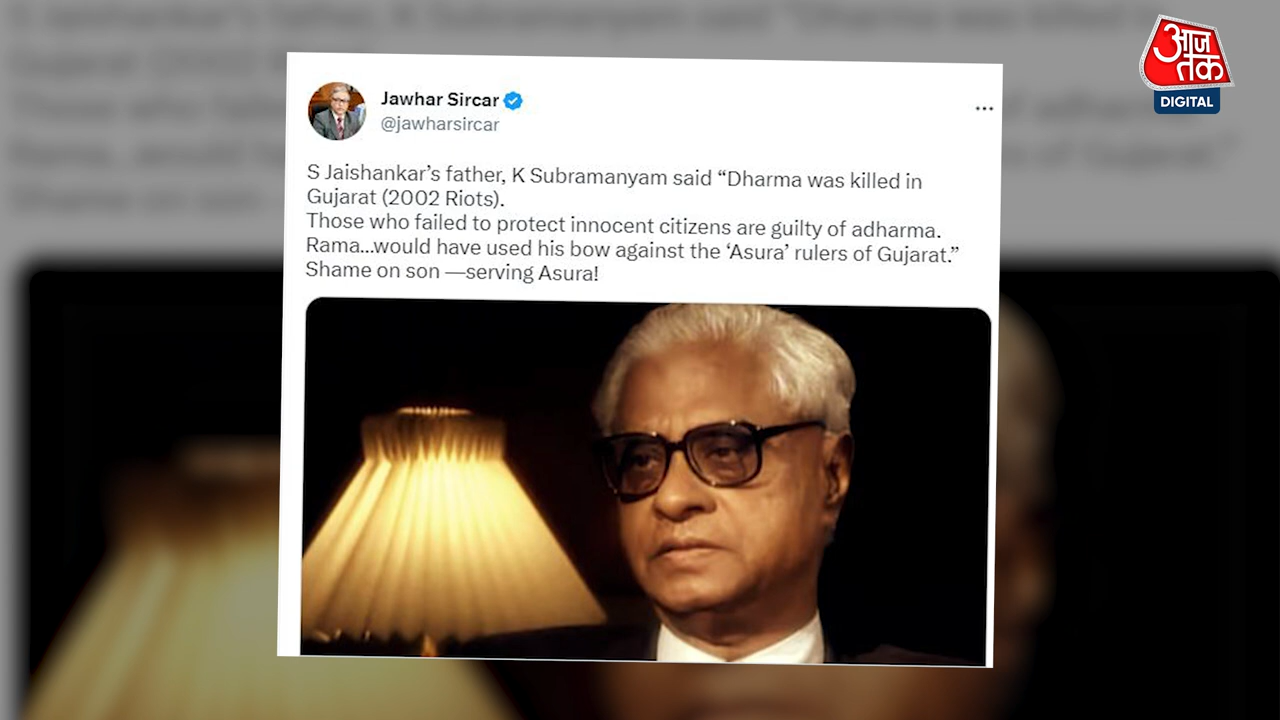 आज
तक
DIGITAL
Jawhar Sircar
@jawharsircar
S Jaishankar’s father, K Subramanyam said “Dharma was killed in
Gujarat (2002 Riots).
Those who failed to protect innocent citizens are guilty of adharma.
Rama...would have used his bow against the ‘Asura’ rulers of Gujarat.”
Shame on son —serving Asura!